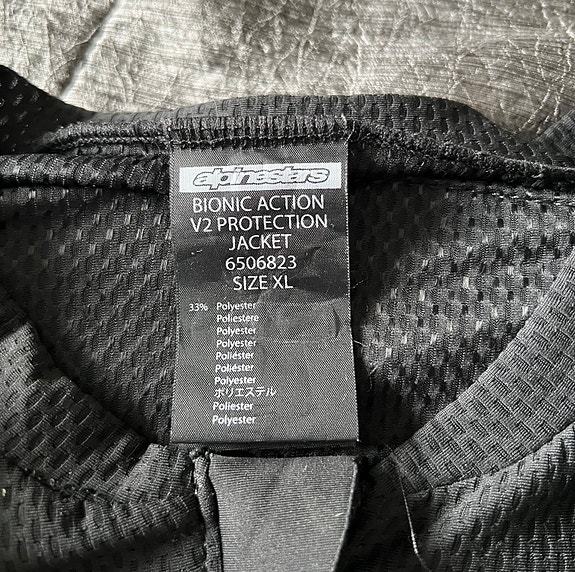 alpinestars
BIONIC ACTION
V2 PROTECTION
JACKET
6506823
SIZE XL
33% Polyester
Poliestere
Polyester
Polyester
Poliéster
Poliéster
Polyester
ポリエステル
Poliester
Polyester